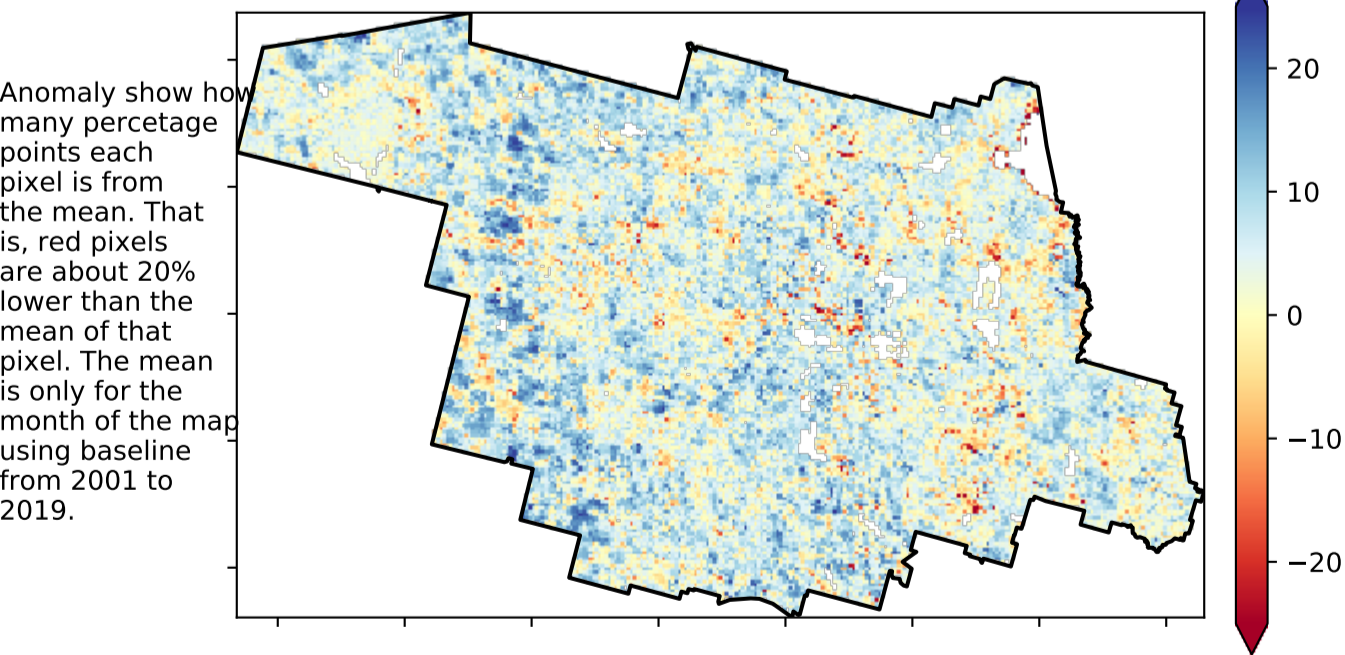 Anomaly show how
many percetage
points each
pixel is from
the mean. That
is, red pixels
are about 20%
lower than the
mean of that
pixel. The mean
is only for the
month of the map
using baseline
from 2001 to
2019.
20
10
0
−10
−20